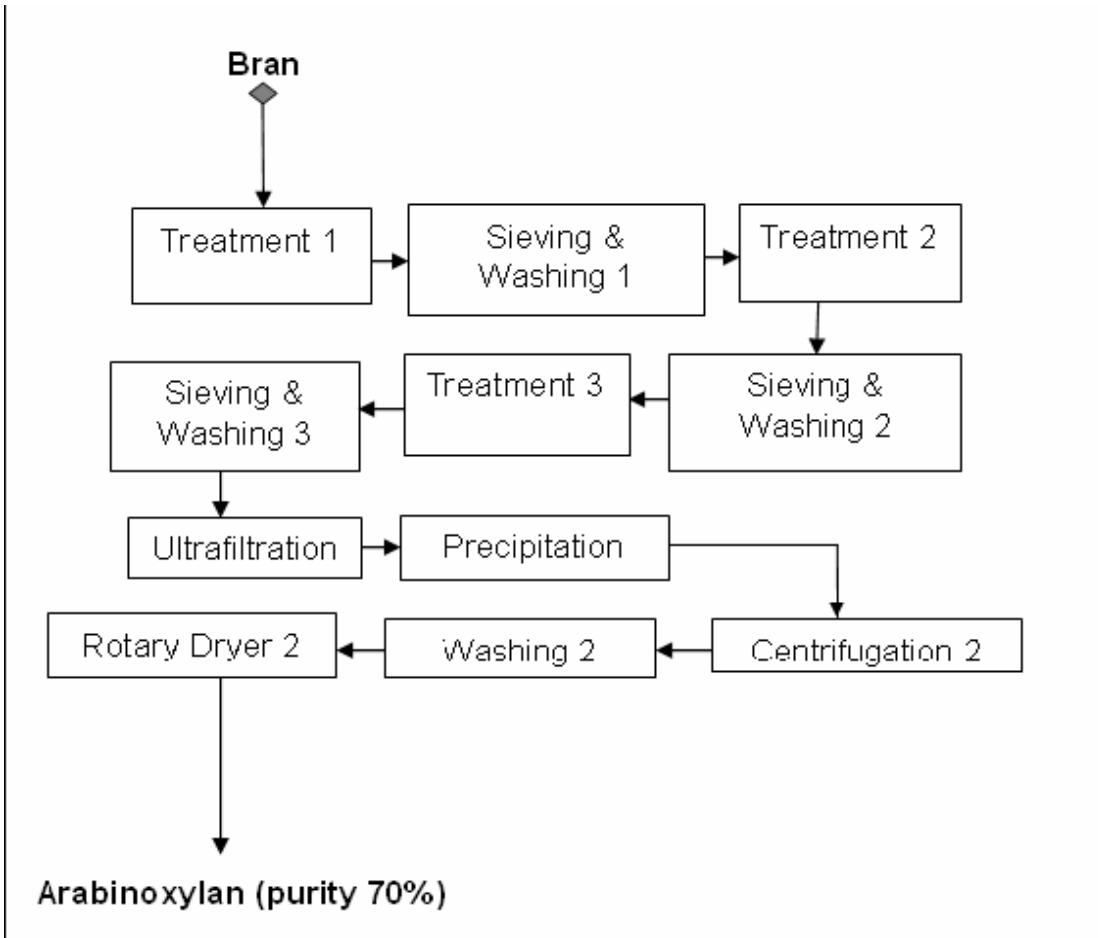 Bran
Treatment 1
Sieving &
Washing 1
Treatment 2
Sieving &
Washing 2
Treatment 3
Sieving &
Washing 3
Ultrafiltration
Precipitation
Centrifugation 2
Washing 2
Rotary Dryer 2
Arabinoxylan (purity 70%)